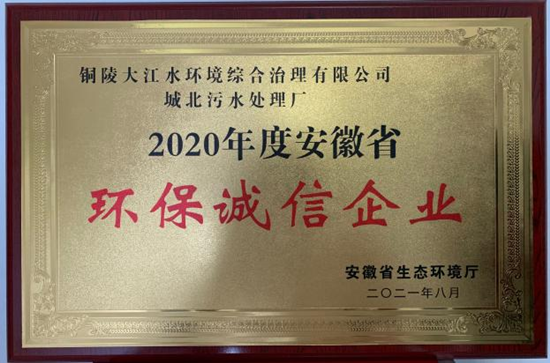 铜陵大江水环境综合治理有限公司
城北污水处理厂
2020年度安徽省
环保诚信企业
安徽省生态环境厅
二〇二一年八月